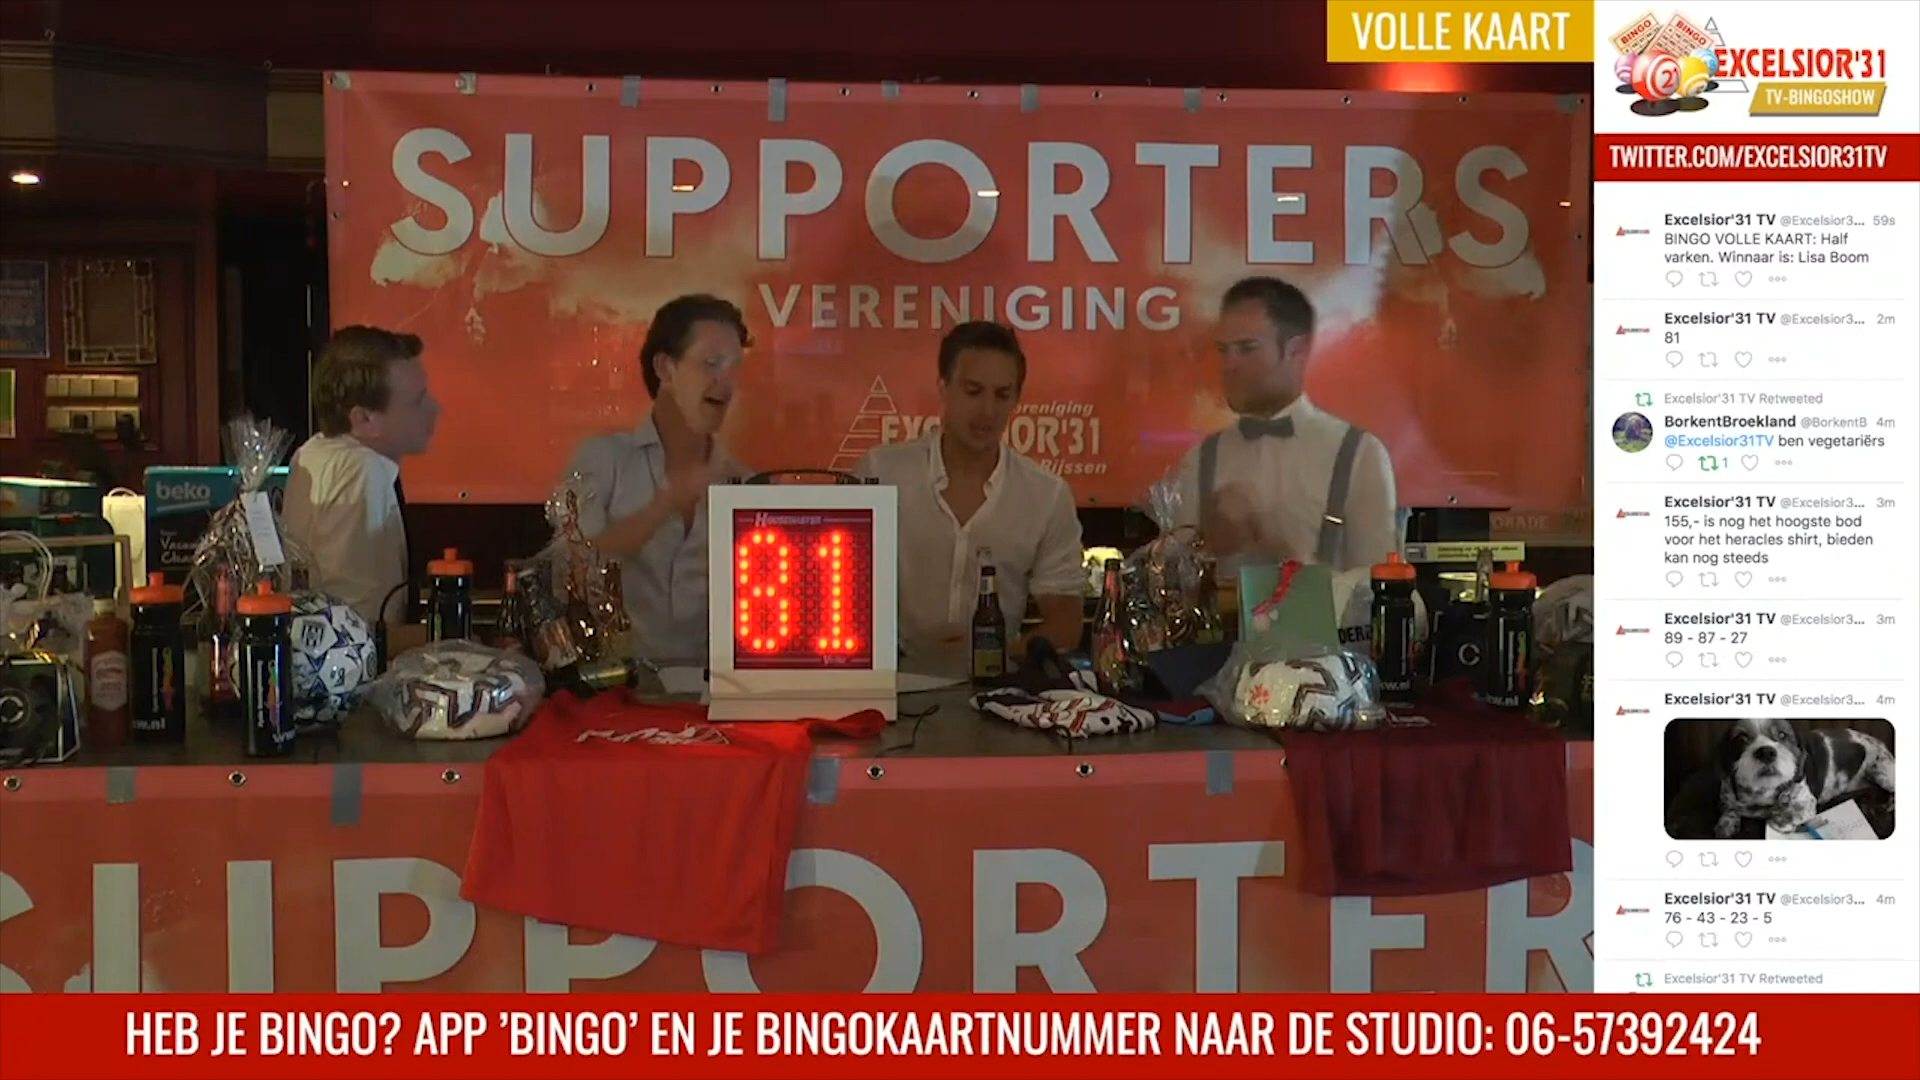 VOLLE KAART
BINGO
BINGO
EXCELSIOR'31
TV-BINGOSHOW
TWITTER.COM/EXCELSIOR31TV
SUPPORTERS
VERENIGING
Rijssen
beko
81
Excelsior'31 TV @Excelsior3... 59s
BINGO VOLLE KAART: Half
varken. Winnaar is: Lisa Boom
Excelsior'31 TV @Excelsior3... 2m
81
Excelsior'31 TV Retweeted
BorkentBroekland @BorkentB 4m
@Excelsior31TV ben vegetariërs
1
Excelsior'31 TV @Excelsior3... 3m
155,- is nog het hoogste bod
voor het heracles shirt, bieden
kan nog steeds
Excelsior'31 TV @Excelsior3... 3m
89 - 87 - 27
Excelsior'31 TV @Excelsior3... 4m
Excelsior'31 TV @Excelsior3... 4m
76 - 43 - 23 - 5
Excelsior'31 TV Retweeted
SUPPORTER
HEB JE BINGO? APP 'BINGO' EN JE BINGOKAARTNUMMER NAAR DE STUDIO: 06-57392424